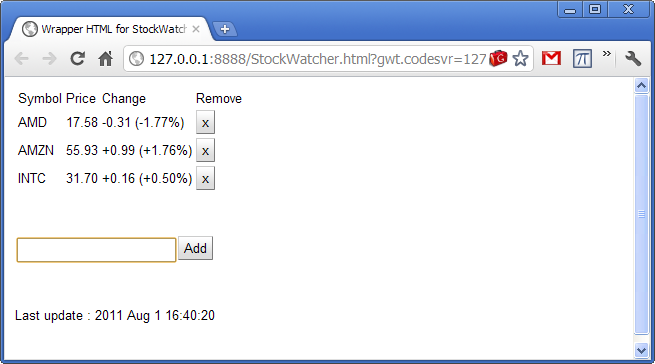 Wrapper HTML for StockWatch
127.0.0.1:8888/StockWatcher.html?gwt.codesvr=127
Symbol Price Change Remove
AMD 17.58 -0.31 (-1.77%) x
AMZN 55.93 +0.99 (+1.76%) x
INTC 31.70 +0.16 (+0.50%) x
Add
Last update : 2011 Aug 1 16:40:20